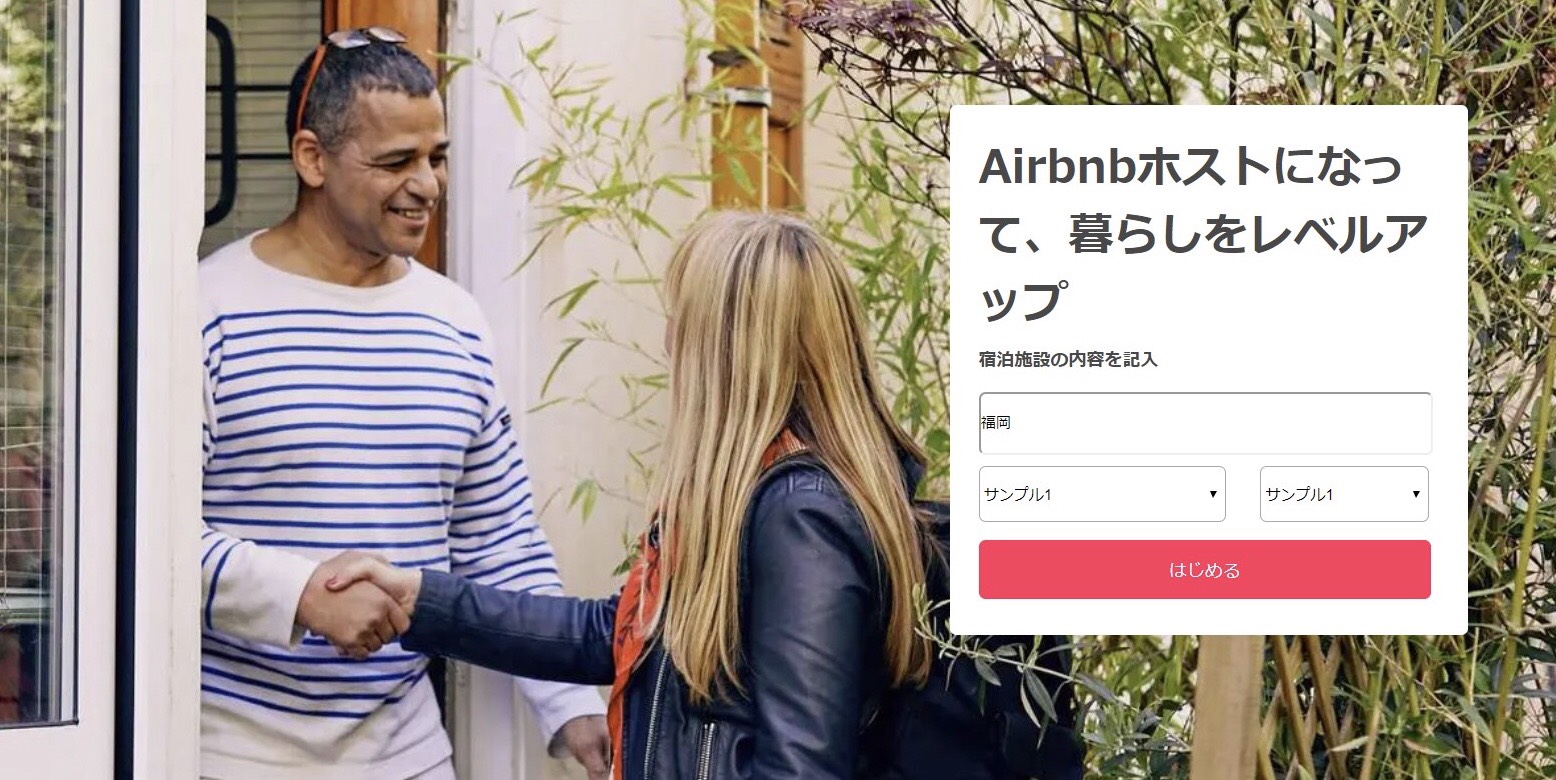 Airbnbホストになっ
て、暮らしをレベルア
ップ
宿泊施設の内容を記入
福岡
サンプル1 サンプル1
はじめる